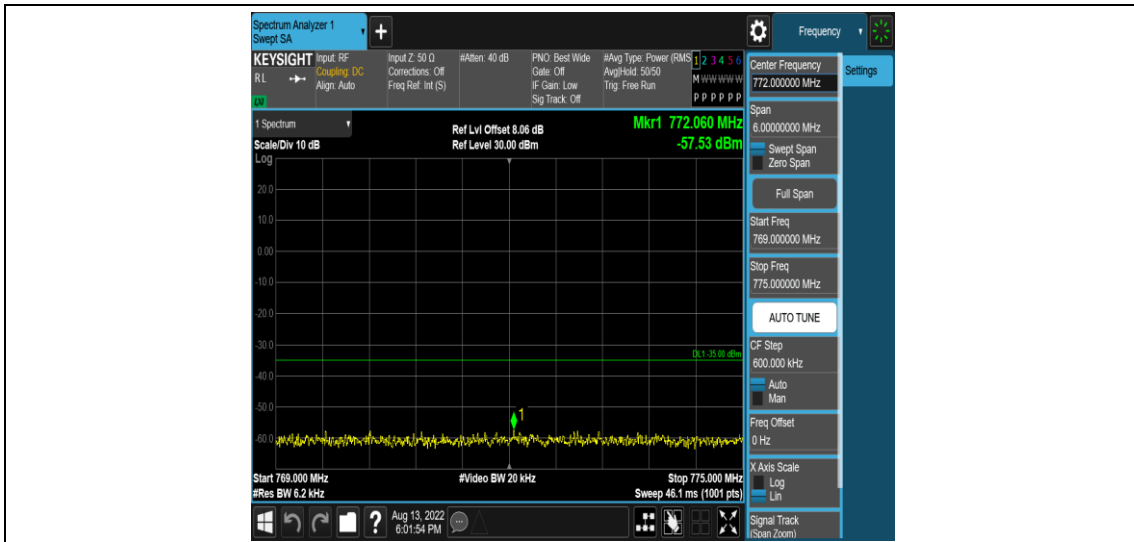 Spectrum Analyzer 1
Swept SA
+
Frequency
KEYSIGHT
RL
LXI
Input: RF
Coupling: DC
Align: Auto
Input Z: 50 Ω
Corrections: Off
Freq Ref: Int (S)
#Atten: 40 dB
PNO: Best Wide
Gate: Off
IF Gain: Low
Sig Track: Off
#Avg Type: Power (RMS
Avg|Hold: 50/50
Trig: Free Run
1 2 3 4 5 6
M W W W W W
P P P P P P
Center Frequency
772.000000 MHz
Settings
Span
6.00000000 MHz
Swept Span
Zero Span
Full Span
Start Freq
769.000000 MHz
Stop Freq
775.000000 MHz
AUTO TUNE
CF Step
600.000 kHz
Auto
Man
Freq Offset
0 Hz
X Axis Scale
Log
Lin
Signal Track
(Span Zoom)
1 Spectrum
Scale/Div 10 dB
Ref Lvl Offset 8.06 dB
Ref Level 30.00 dBm
Mkr1 772.060 MHz
-57.53 dBm
Log
20.0
10.0
0.00
-10.0
-20.0
-30.0
DL1 -35.00 dBm
-40.0
-50.0
1
-60.0
Start 769.000 MHz
#Video BW 20 kHz
Stop 775.000 MHz
#Res BW 6.2 kHz
Sweep 46.1 ms (1001 pts)
?
Aug 13, 2022
6:01:54 PM